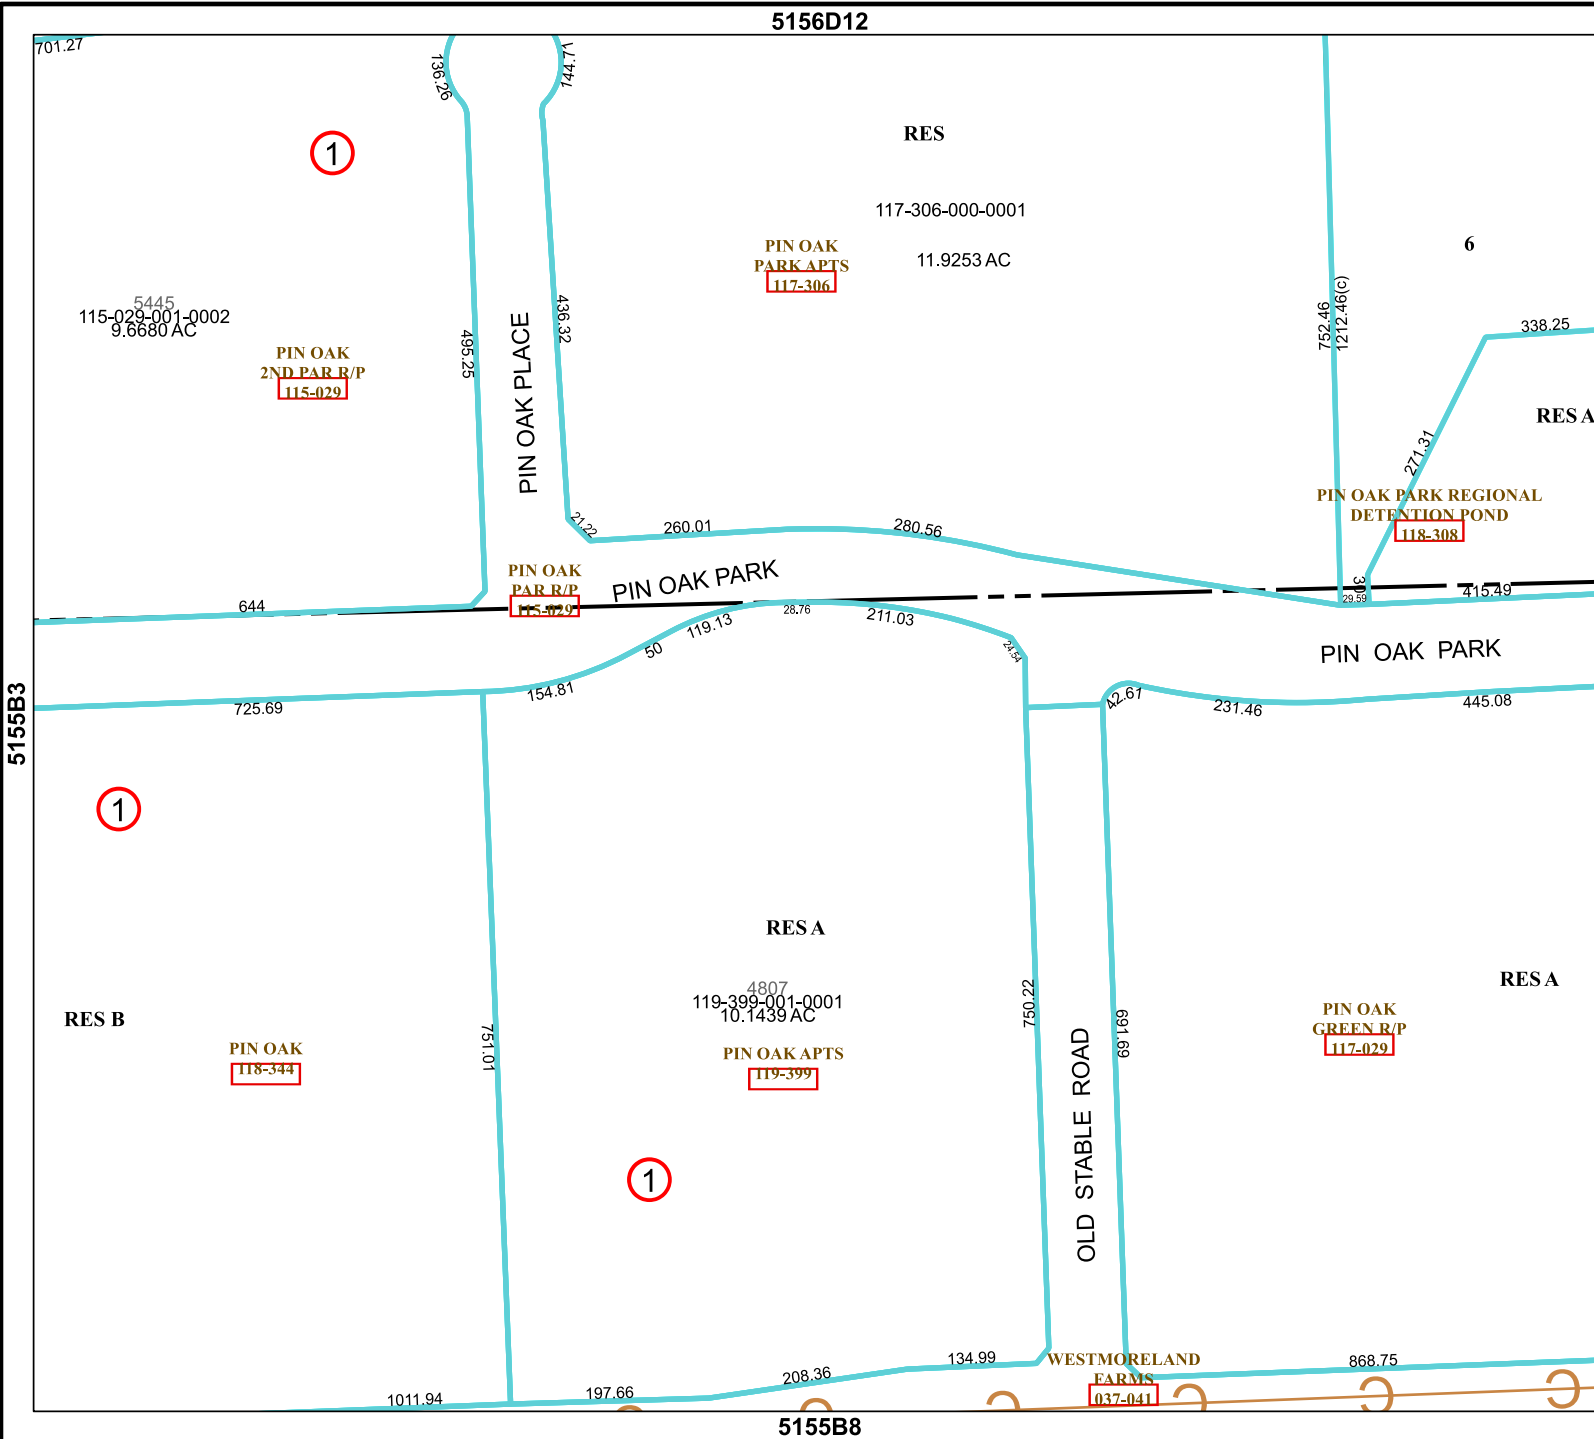 5156D12
701.27
136.26
144.71
1
RES
117-306-000-0001
11.9253 AC
PIN OAK
PARK APTS
117-306
6
5445
115-029-001-0002
9.6680 AC
PIN OAK
2ND PAR R/P
115-029
495.25
PIN OAK PLACE
436.32
752.46
1212.46(c)
338.25
RES A
271.31
PIN OAK PARK REGIONAL
DETENTION POND
118-308
21.22
260.01
280.56
PIN OAK
PAR R/P
115-029
PIN OAK PARK
644
30
29.59
415.49
28.76
119.13
211.03
50
24.54
PIN OAK PARK
154.81
725.69
42.61
231.46
445.08
5155B3
1
RES A
4807
119-399-001-0001
10.1439 AC
PIN OAK APTS
119-399
RES B
PIN OAK
118-344
751.01
750.22
691.69
OLD STABLE ROAD
RES A
PIN OAK
GREEN R/P
117-029
1
1011.94
197.66
208.36
134.99
WESTMORELAND
FARMS
037-041
868.75
5155B8